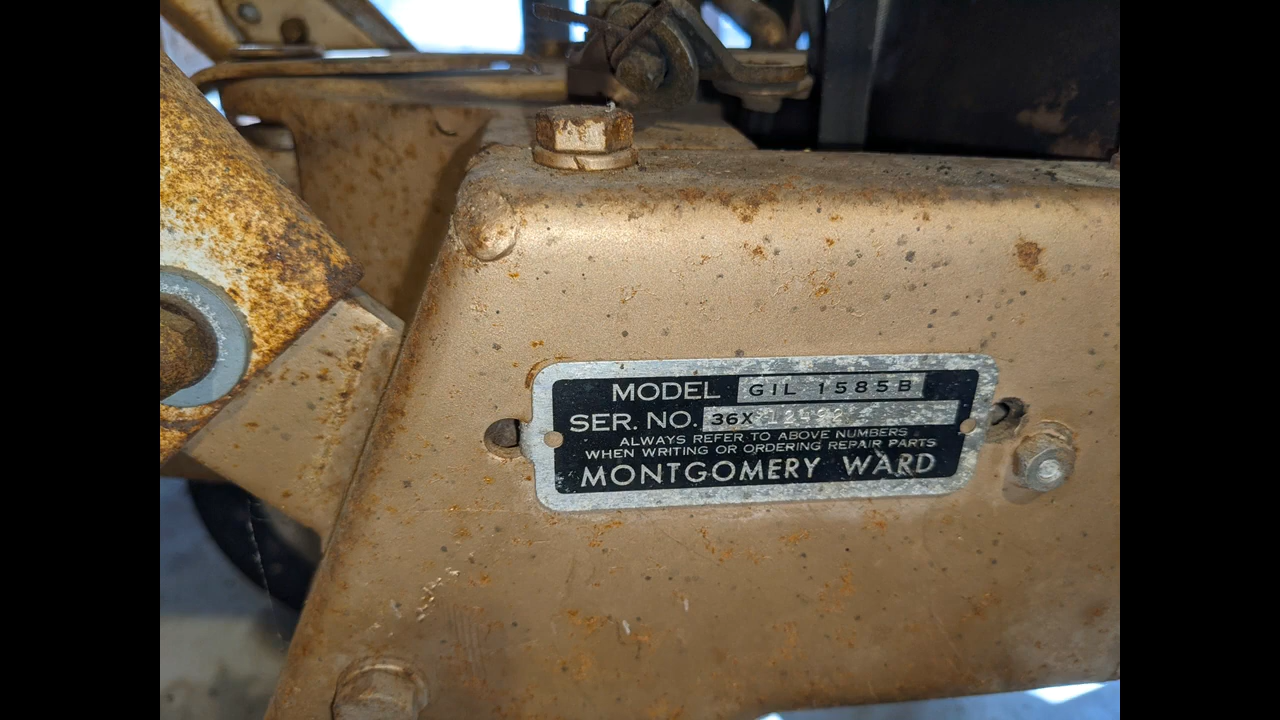 MODEL GIL 1585B
SER. NO. 36X
ALWAYS REFER TO ABOVE NUMBERS
WHEN WRITING OR ORDERING REPAIR PARTS
MONTGOMERY WARD